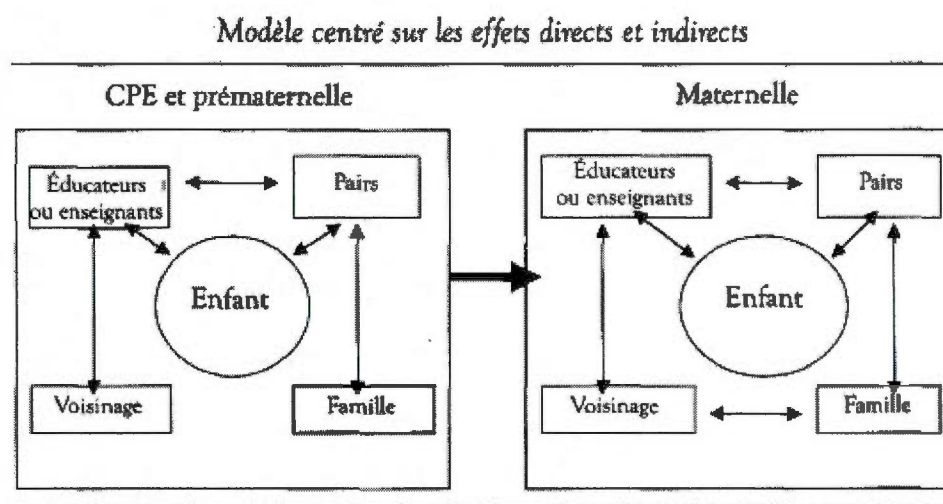 Modèle centré sur les effets directs et indirects
CPE et prématernelle
Éducateurs
ou enseignants
Pairs
Enfant
Voisinage
Famille
Maternelle
Éducateurs
ou enseignants
Pairs
Enfant
Voisinage
Famille